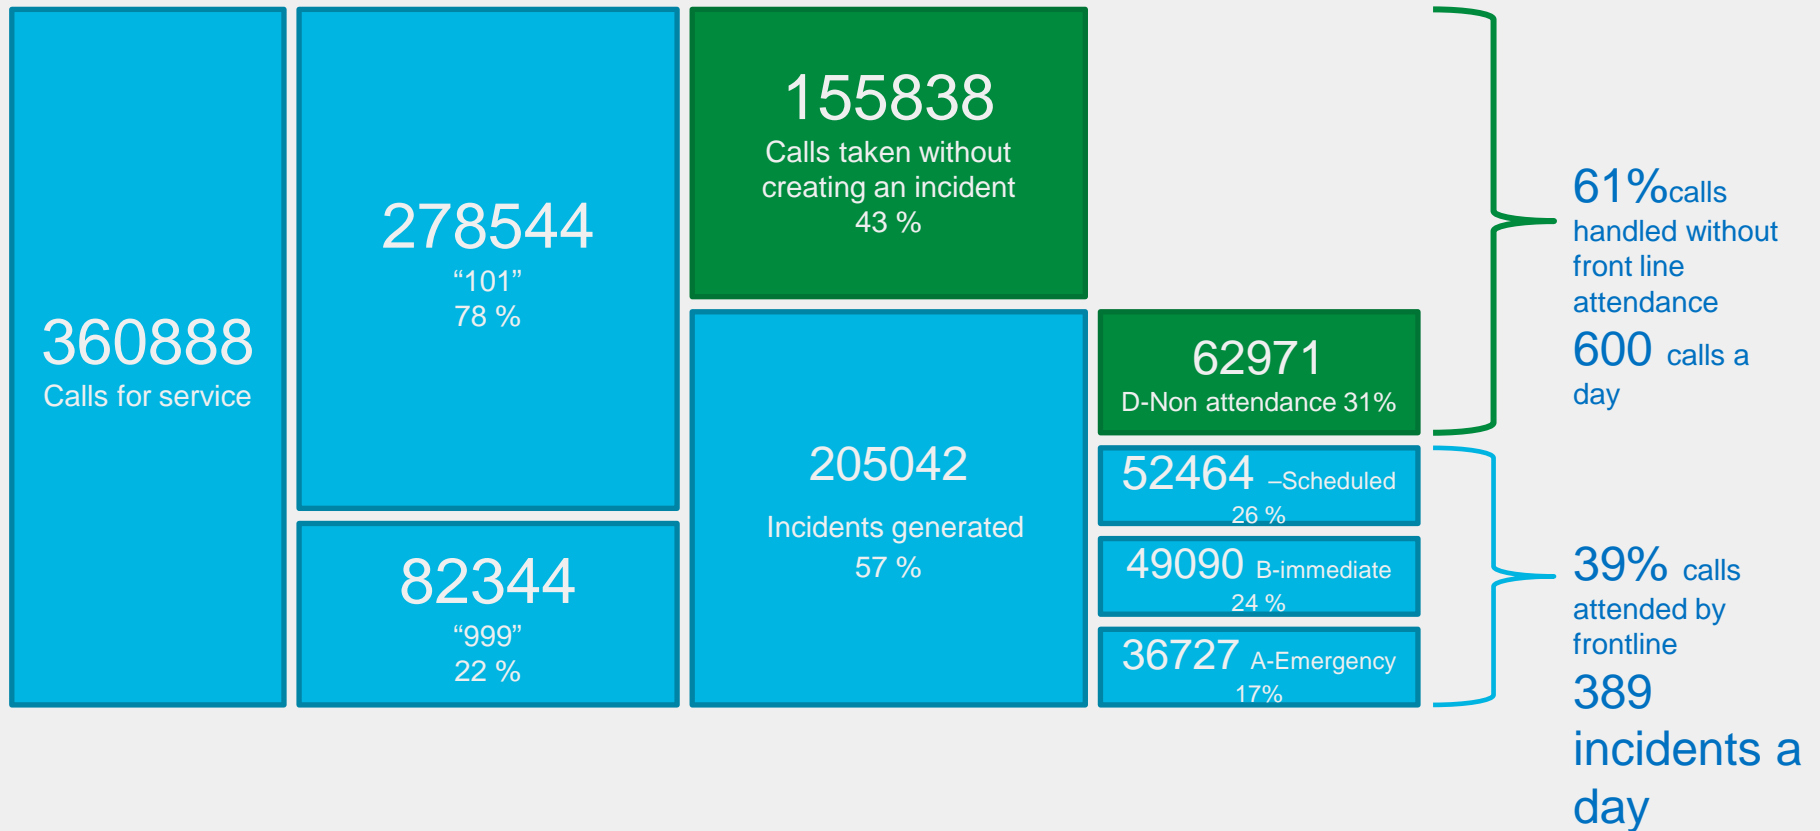 360888
Calls for service
278544
“101”
78 %
82344
“999”
22 %
155838
Calls taken without
creating an incident
43 %
205042
Incidents generated
57 %
62971
D-Non attendance 31%
52464 –Scheduled
26 %
49090 B-immediate
24 %
36727 A-Emergency
17%
61%calls
handled without
front line
attendance
600 calls a
day
39% calls
attended by
frontline
389
incidents a
day